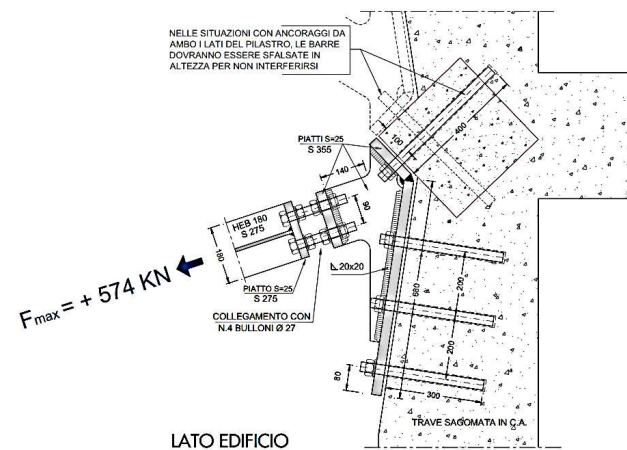 NELLE SITUAZIONI CON ANCORAGGI DA
AMBO I LATI DEL PILASTRO, LE BARRE
DOVRANNO ESSERE SFALSATE IN
ALTEZZA PER NON INTERFERIRSI
PIATTI S=25
S 355
100
400
140
90
HEB 180
S 275
180
Fmax = + 574 KN
PIATTO S=25
S 275
20x20
COLLEGAMENTO CON
N.4 BULLONI Ø 27
680
200
200
80
300
TRAVE SAGOMATA IN C.A.
LATO EDIFICIO